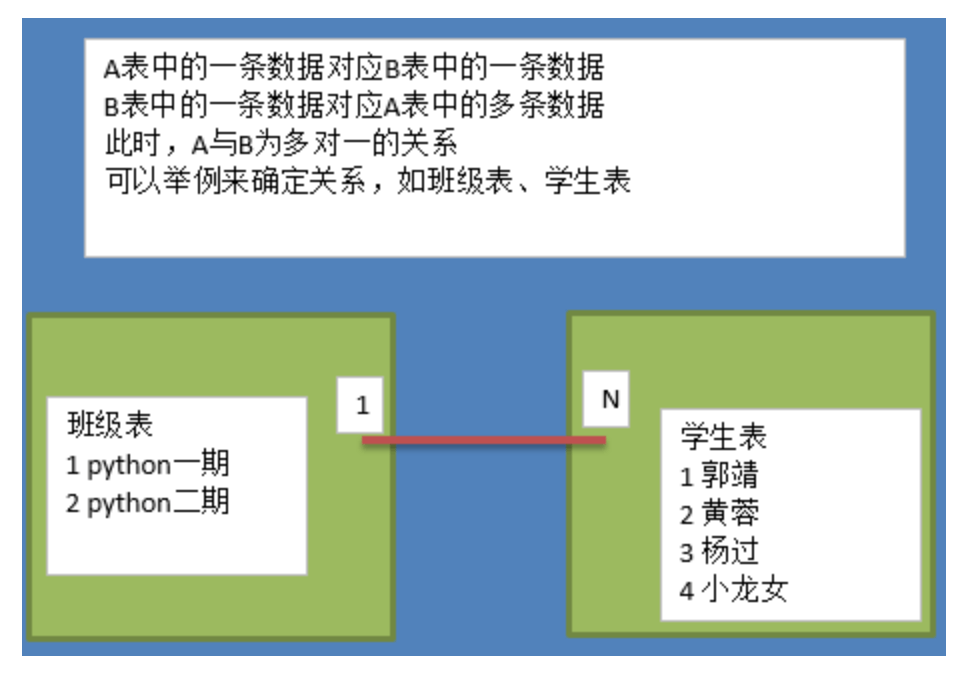 A表中的一条数据对应B表中的一条数据
B表中的一条数据对应A表中的多条数据
此时，A与B为多对一的关系
可以举例来确定关系，如班级表、学生表
班级表
1 python一期
2 python二期
1
N
学生表
1 郭靖
2 黄蓉
3 杨过
4 小龙女